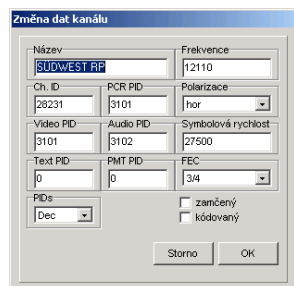 Změna dat kanálu
Název Frekvence
SÜDWEST RP 12110
Ch. ID PCR PID Polarizace
28231 3101 hor
Video PID Audio PID Symbolová rychlost
3101 3102 27500
Text PID PMT PID FEC
0 0 3/4
PIDs zamčený
Dec kódovaný
Storno OK